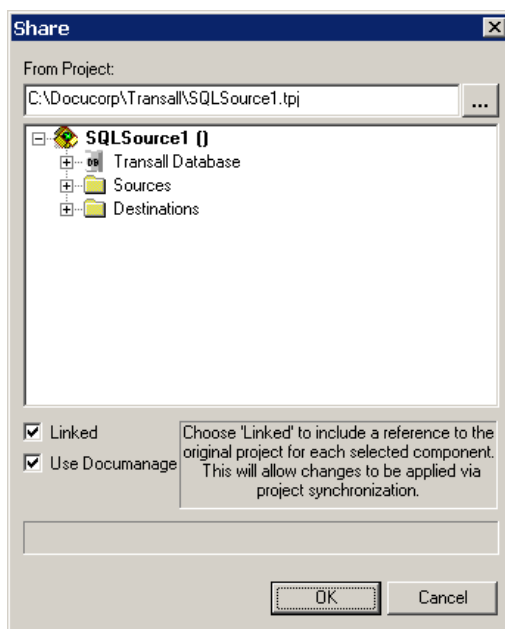 Share
From Project:
C:\Docucorp\Transall\SQLSource1.tpj
...
SQLSource1 ()
DB Transall Database
Sources
Destinations
Linked
Use Documanage
Choose 'Linked' to include a reference to the
original project for each selected component.
This will allow changes to be applied via
project synchronization.
OK
Cancel